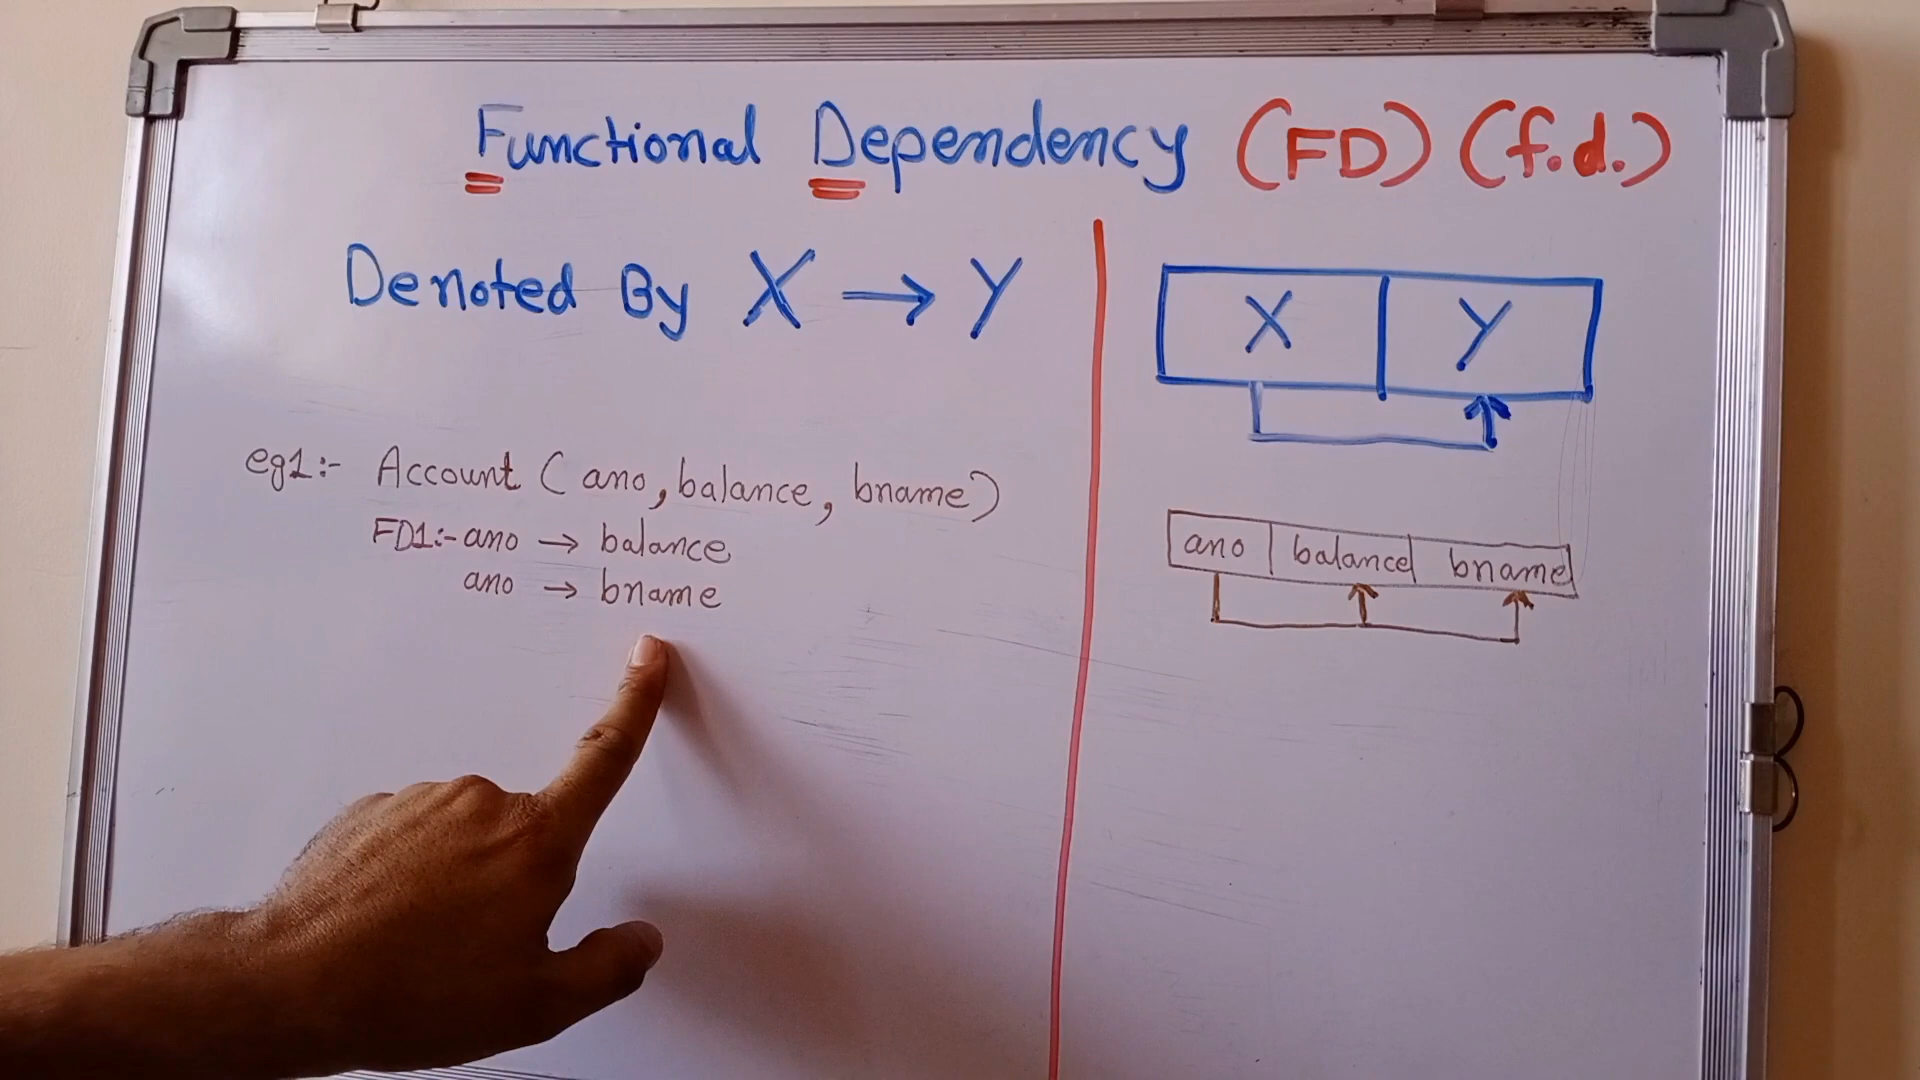 Functional Dependency (FD) (f.d.)
Denoted By X → Y
eg1:- Account ( ano, balance, bname)
FD1:- ano → balance
ano → bname
X Y
ano balance bname